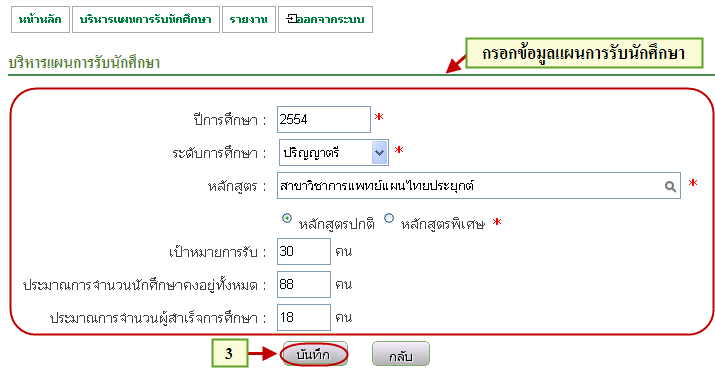 หน้าหลัก บริหารแผนการรับนักศึกษา รายงาน ออกจากระบบ
บริหารแผนการรับนักศึกษา
กรอกข้อมูลแผนการรับนักศึกษา
ปีการศึกษา : 2554 *
ระดับการศึกษา : ปริญญาตรี *
หลักสูตร : สาขาวิชาการแพทย์แผนไทยประยุกต์ *
หลักสูตรปกติ หลักสูตรพิเศษ *
เป้าหมายการรับ : 30 คน
ประมาณการจำนวนนักศึกษาคงอยู่ทั้งหมด : 88 คน
ประมาณการจำนวนผู้สำเร็จการศึกษา : 18 คน
3 บันทึก กลับ